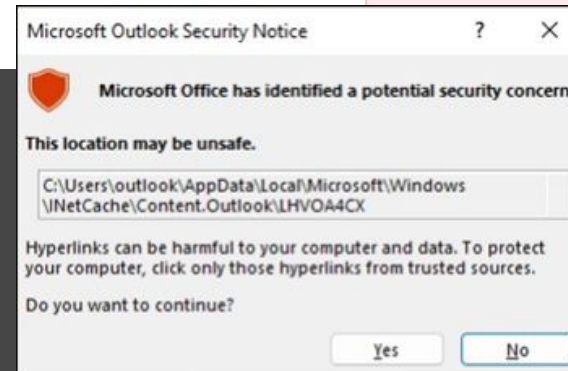 Microsoft Outlook Security Notice ? X
Microsoft Office has identified a potential security concern
This location may be unsafe.
C:\Users\outlook\AppData\Local\Microsoft\Windows
\INetCache\Content.Outlook\LHVOA4CX
Hyperlinks can be harmful to your computer and data. To protect
your computer, click only those hyperlinks from trusted sources.
Do you want to continue?
Yes No